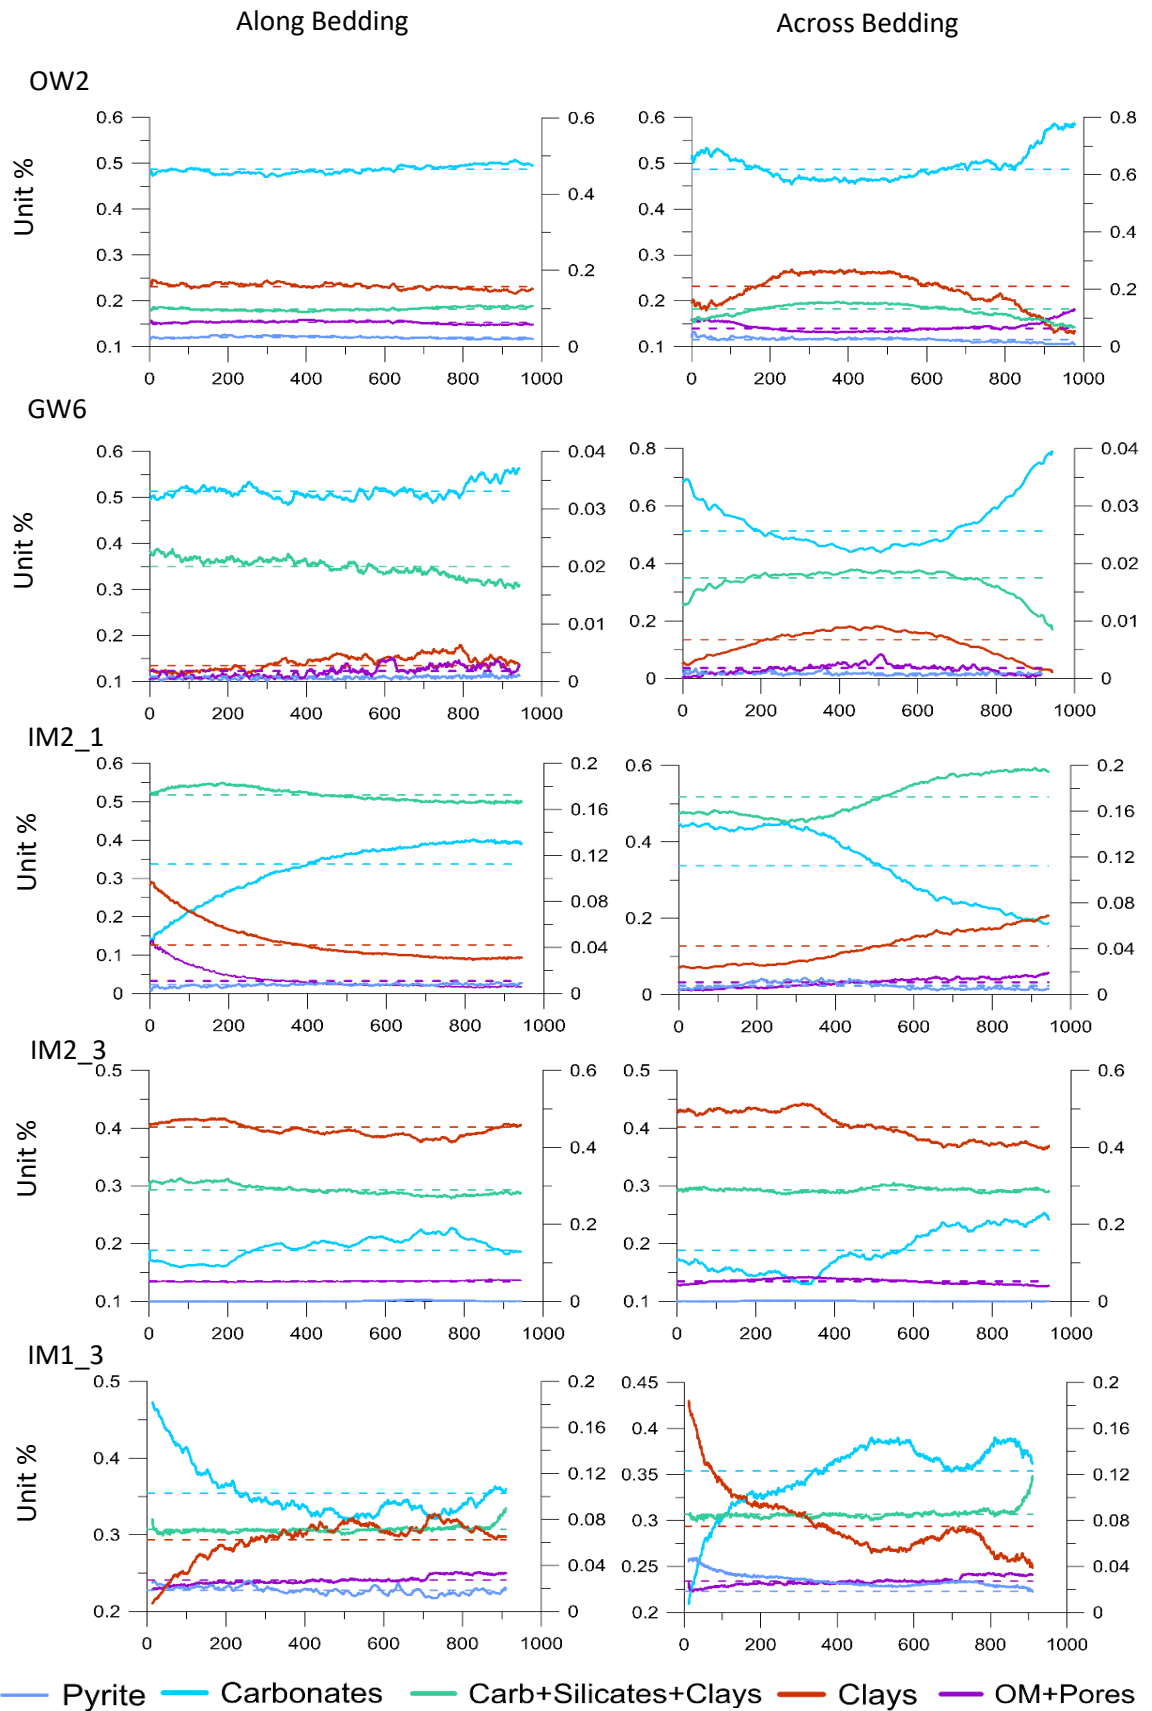 Along Bedding Across Bedding
OW2
Unit %
0.6 0.5 0.4 0.3 0.2 0.1
0.6 0.4 0.2 0
0 200 400 600 800 1000
0.6 0.5 0.4 0.3 0.2 0.1
0.8 0.6 0.4 0.2 0
0 200 400 600 800 1000
GW6
Unit %
0.6 0.5 0.4 0.3 0.2 0.1
0.04 0.03 0.02 0.01 0
0 200 400 600 800 1000
0.8 0.6 0.4 0.2 0
0.04 0.03 0.02 0.01 0
0 200 400 600 800 1000
IM2_1
Unit %
0.6 0.5 0.4 0.3 0.2 0.1 0
0.2 0.16 0.12 0.08 0.04 0
0 200 400 600 800 1000
0.6 0.4 0.2 0
0.2 0.16 0.12 0.08 0.04 0
0 200 400 600 800 1000
IM2_3
Unit %
0.5 0.4 0.3 0.2 0.1
0.6 0.4 0.2 0
0 200 400 600 800 1000
0.5 0.4 0.3 0.2 0.1
0.6 0.4 0.2 0
0 200 400 600 800 1000
IM1_3
Unit %
0.5 0.4 0.3 0.2
0.2 0.16 0.12 0.08 0.04 0
0 200 400 600 800 1000
0.45 0.4 0.35 0.3 0.25 0.2
0.2 0.16 0.12 0.08 0.04 0
0 200 400 600 800 1000
Pyrite Carbonates Carb+Silicates+Clays Clays OM+Pores